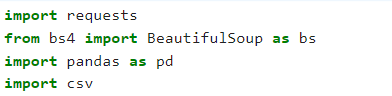 import requests
from bs4 import BeautifulSoup as bs
import pandas as pd
import csv